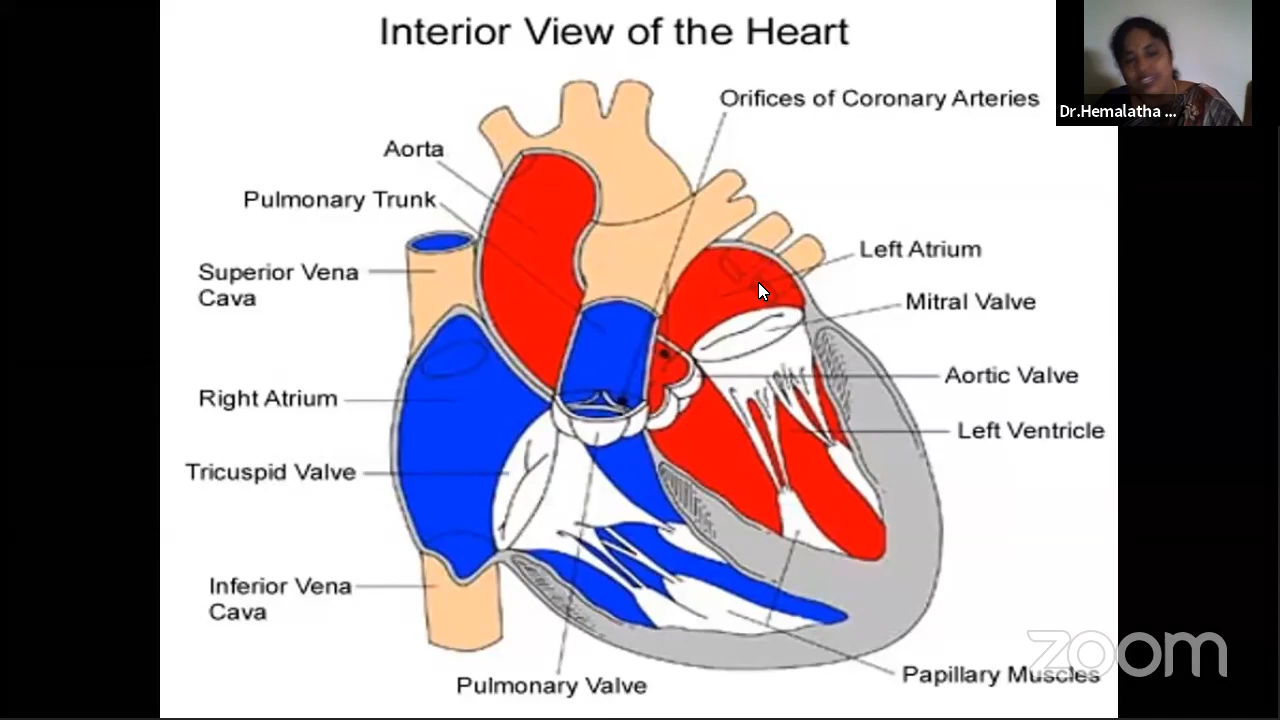 Interior View of the Heart
Orifices of Coronary Arteries
Dr.Hemalatha ...
Aorta
Pulmonary Trunk
Left Atrium
Superior Vena
Cava
Mitral Valve
Aortic Valve
Right Atrium
Left Ventricle
Tricuspid Valve
Inferior Vena
Cava
zoom
Papillary Muscles
Pulmonary Valve